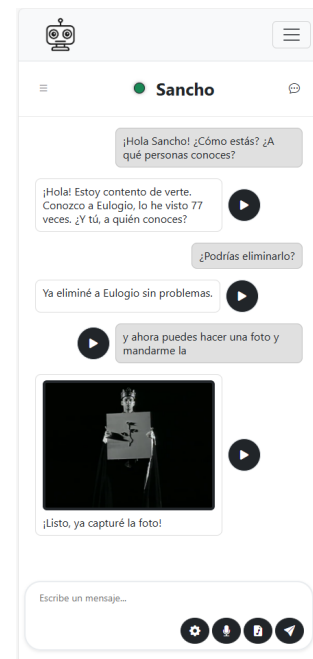 Sancho
¡Hola Sancho! ¿Cómo estás? ¿A
qué personas conoces?
¡Hola! Estoy contento de verte.
Conozco a Eulogio, lo he visto 77
veces. ¿Y tú, a quién conoces?
¿Podrías eliminarlo?
Ya eliminé a Eulogio sin problemas.
y ahora puedes hacer una foto y
mandarme la
¡Listo, ya capturé la foto!
Escribe un mensaje...